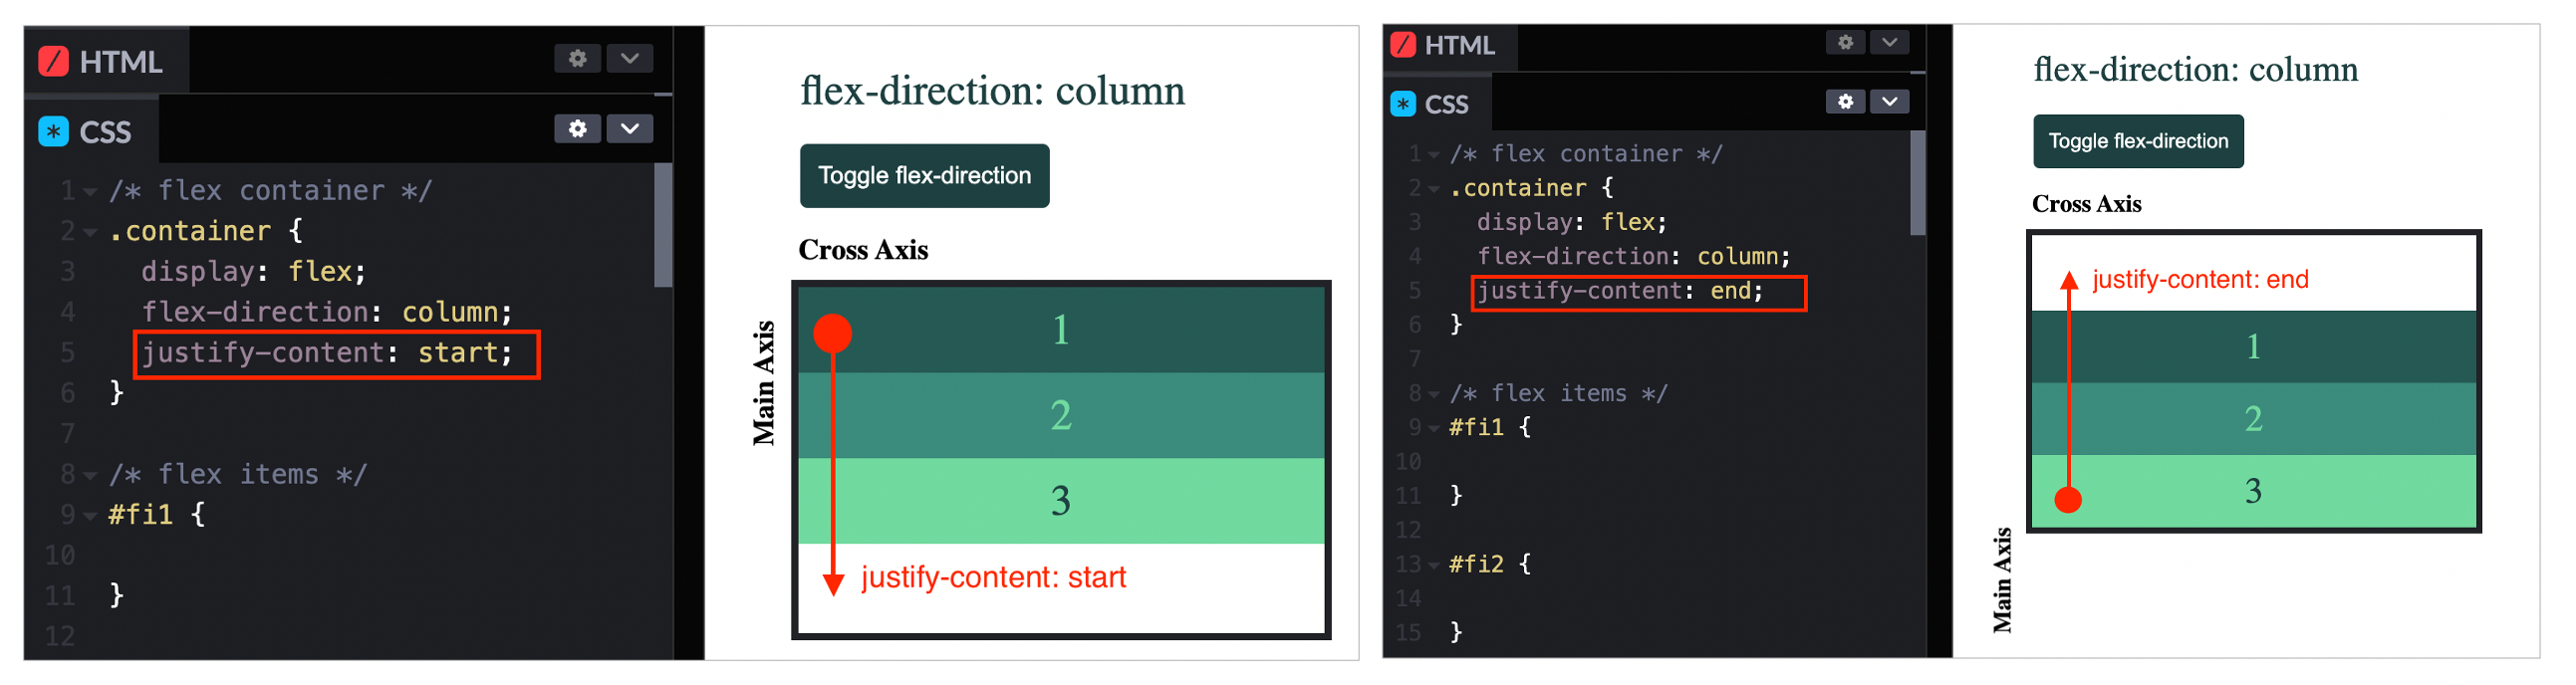 HTML
CSS
1 /* flex container */
2 .container {
3 display: flex;
4 flex-direction: column;
5 justify-content: start;
6 }
7
8 /* flex items */
9 #fi1 {
10
11 }
12
flex-direction: column
Toggle flex-direction
Cross Axis
Main Axis
1
2
3
justify-content: start
HTML
CSS
1 /* flex container */
2 .container {
3 display: flex;
4 flex-direction: column;
5 justify-content: end;
6 }
7
8 /* flex items */
9 #fi1 {
10
11 }
12
13 #fi2 {
14
15 }
flex-direction: column
Toggle flex-direction
Cross Axis
justify-content: end
1
2
3
Main Axis